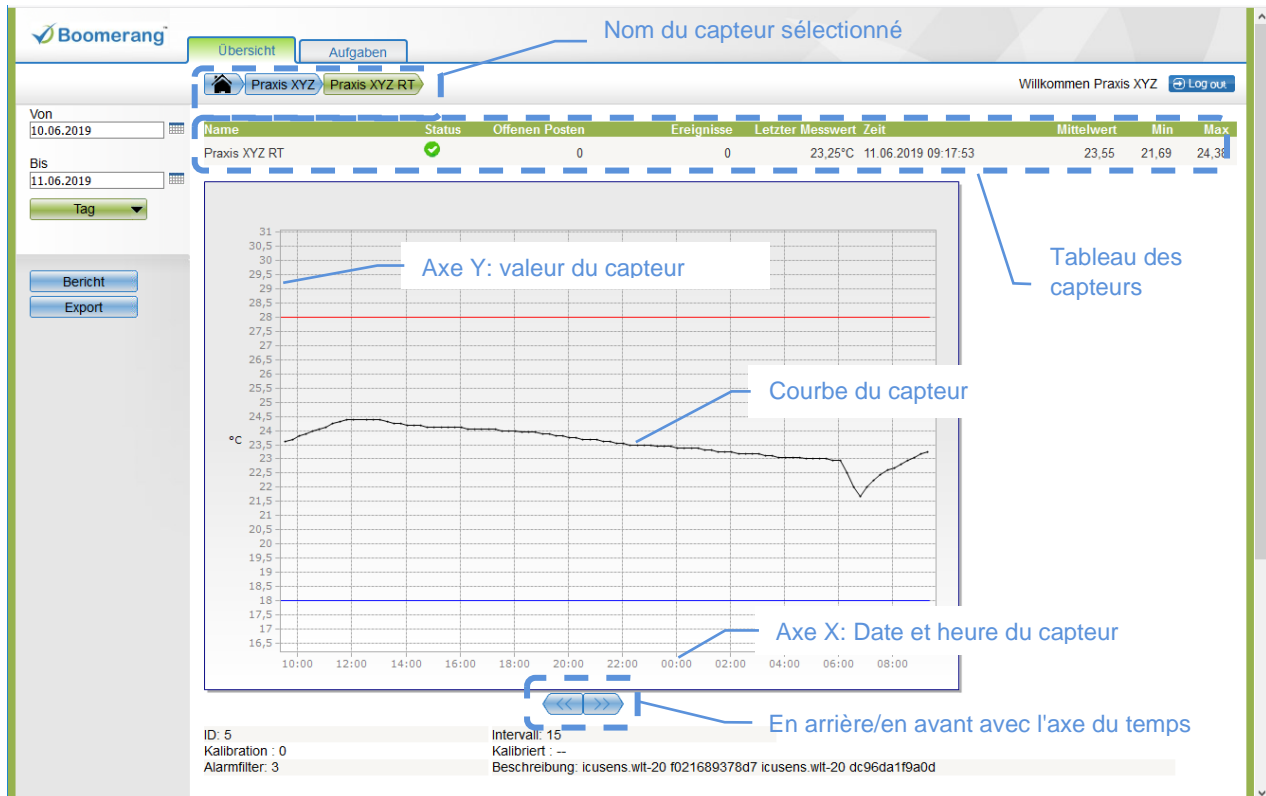 Boomerang™
Nom du capteur sélectionné
Übersicht
Aufgaben
Praxis XYZ
Praxis XYZ RT
Willkommen Praxis XYZ
Log out
Von
10.06.2019
Bis
11.06.2019
Tag
Bericht
Export
Name Status Offenen Posten Ereignisse Letzter Messwert Zeit Mittelwert Min Max
Praxis XYZ RT 0 0 23,25°C 11.06.2019 09:17:53 23,55 21,69 24,38
Tableau des
capteurs
Axe Y: valeur du capteur
Courbe du capteur
Axe X: Date et heure du capteur
°C
31
30,5
30
29,5
29
28,5
28
27,5
27
26,5
26
25,5
25
24,5
24
23,5
23
22,5
22
21,5
21
20,5
20
19,5
19
18,5
18
17,5
17
16,5
10:00 12:00 14:00 16:00 18:00 20:00 22:00 00:00 02:00 04:00 06:00 08:00
<< >>
En arrière/en avant avec l'axe du temps
ID: 5 Intervall: 15
Kalibration : 0 Kalibriert : --
Alarmfilter: 3 Beschreibung: icusens.wlt-20 f021689378d7 icusens.wlt-20 dc96da1f9a0d